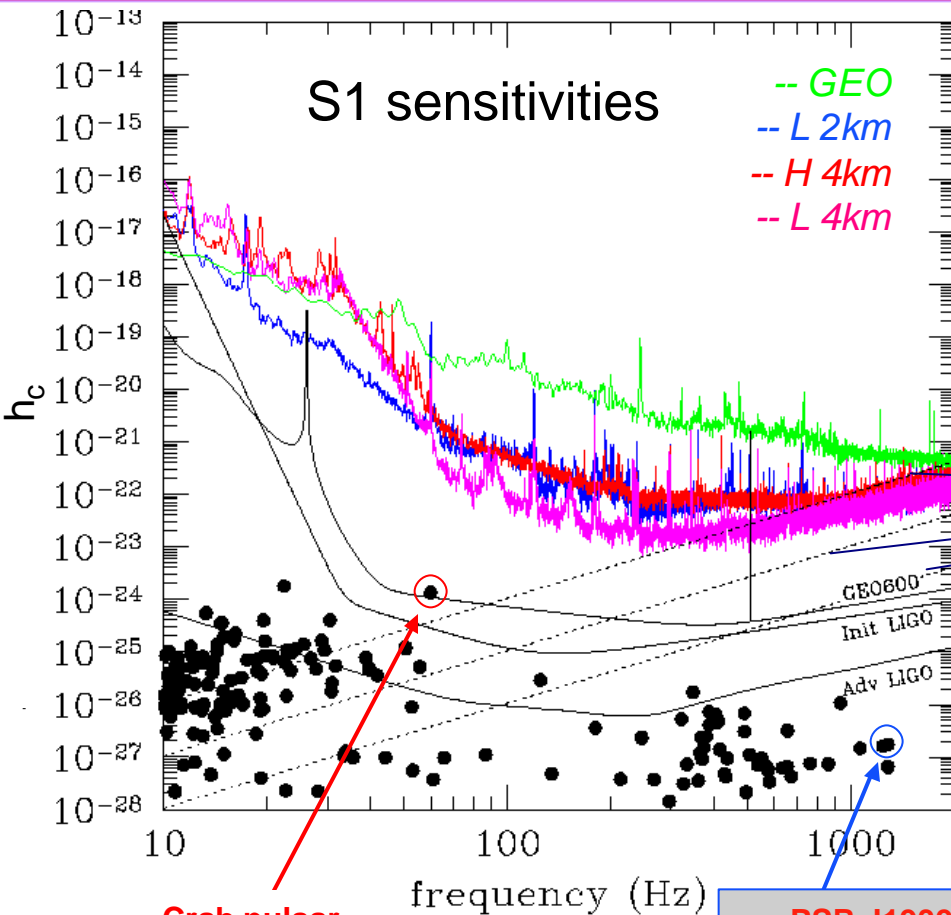 S1 sensitivities
-- GEO
-- L 2km
-- H 4km
-- L 4km
10⁻¹³
10⁻¹⁴
10⁻¹⁵
10⁻¹⁶
10⁻¹⁷
10⁻¹⁸
10⁻¹⁹
10⁻²⁰
10⁻²¹
10⁻²²
10⁻²³
10⁻²⁴
10⁻²⁵
10⁻²⁶
10⁻²⁷
10⁻²⁸
h_c
GEO600
Init LIGO
Adv LIGO
10
100
1000
frequency (Hz)
Crab pulsar